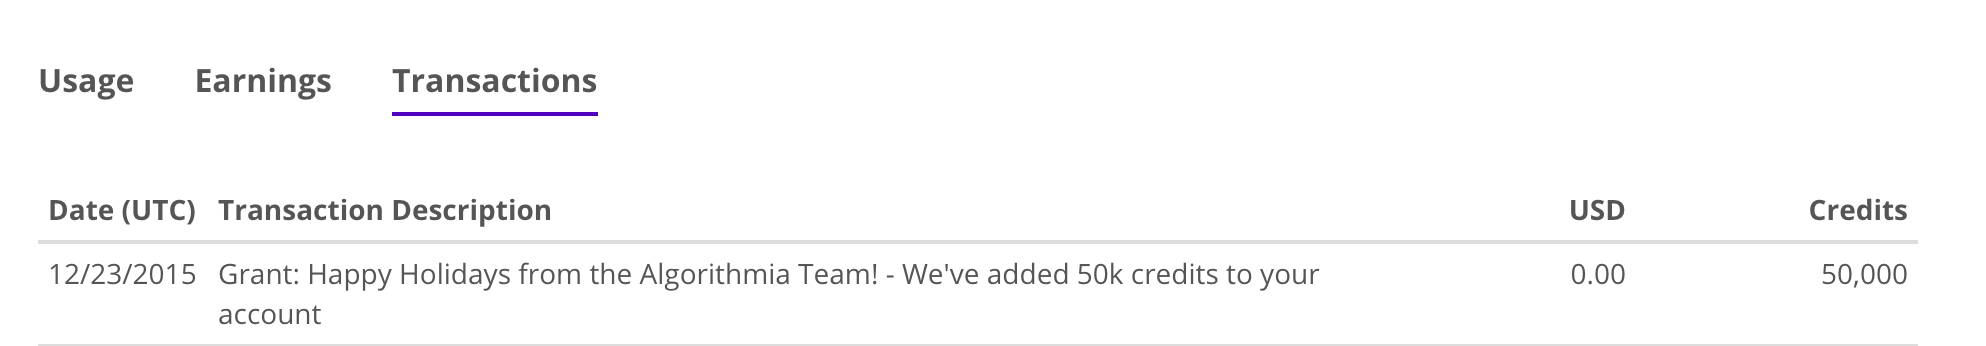 Usage Earnings Transactions
Date (UTC) Transaction Description USD Credits
12/23/2015 Grant: Happy Holidays from the Algorithmia Team! - We've added 50k credits to your 0.00 50,000
account